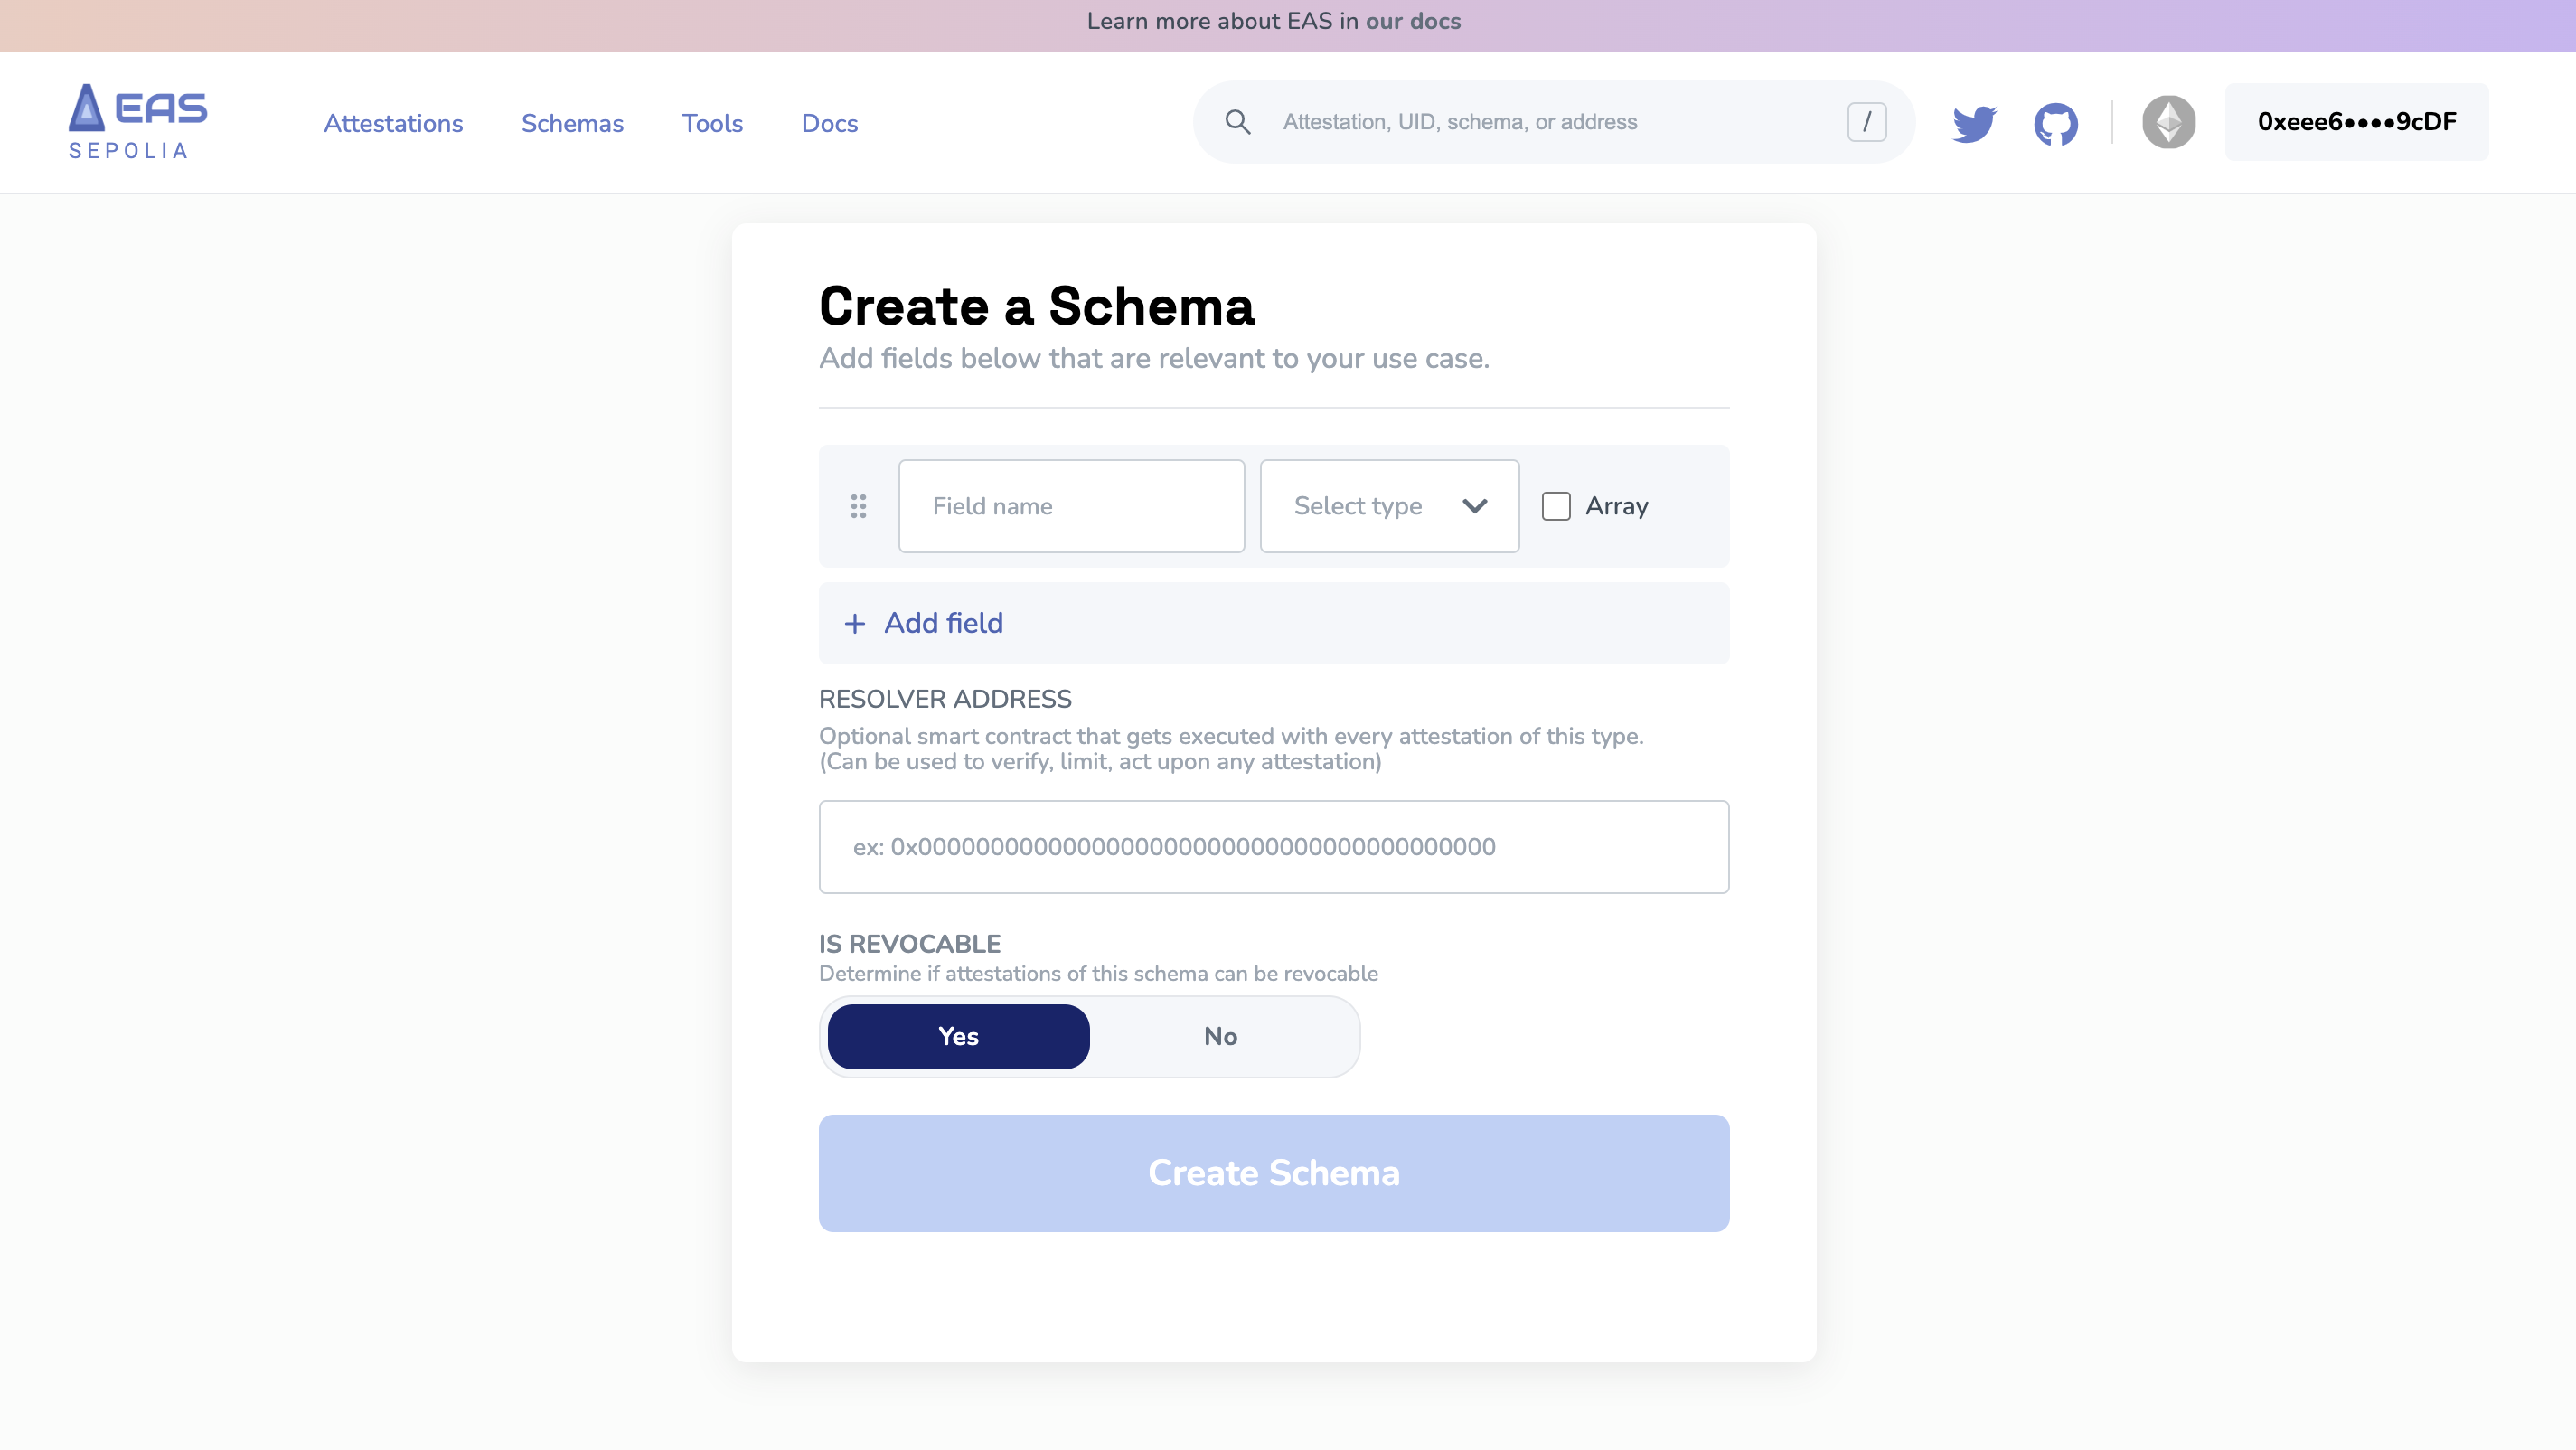 Learn more about EAS in our docs
EAS
SEPOLIA
Attestations
Schemas
Tools
Docs
Attestation, UID, schema, or address
/
0xeee6••••9cDF
Create a Schema
Add fields below that are relevant to your use case.
Field name
Select type
Array
+ Add field
RESOLVER ADDRESS
Optional smart contract that gets executed with every attestation of this type.
(Can be used to verify, limit, act upon any attestation)
ex: 0x0000000000000000000000000000000000000000
IS REVOCABLE
Determine if attestations of this schema can be revocable
Yes
No
Create Schema